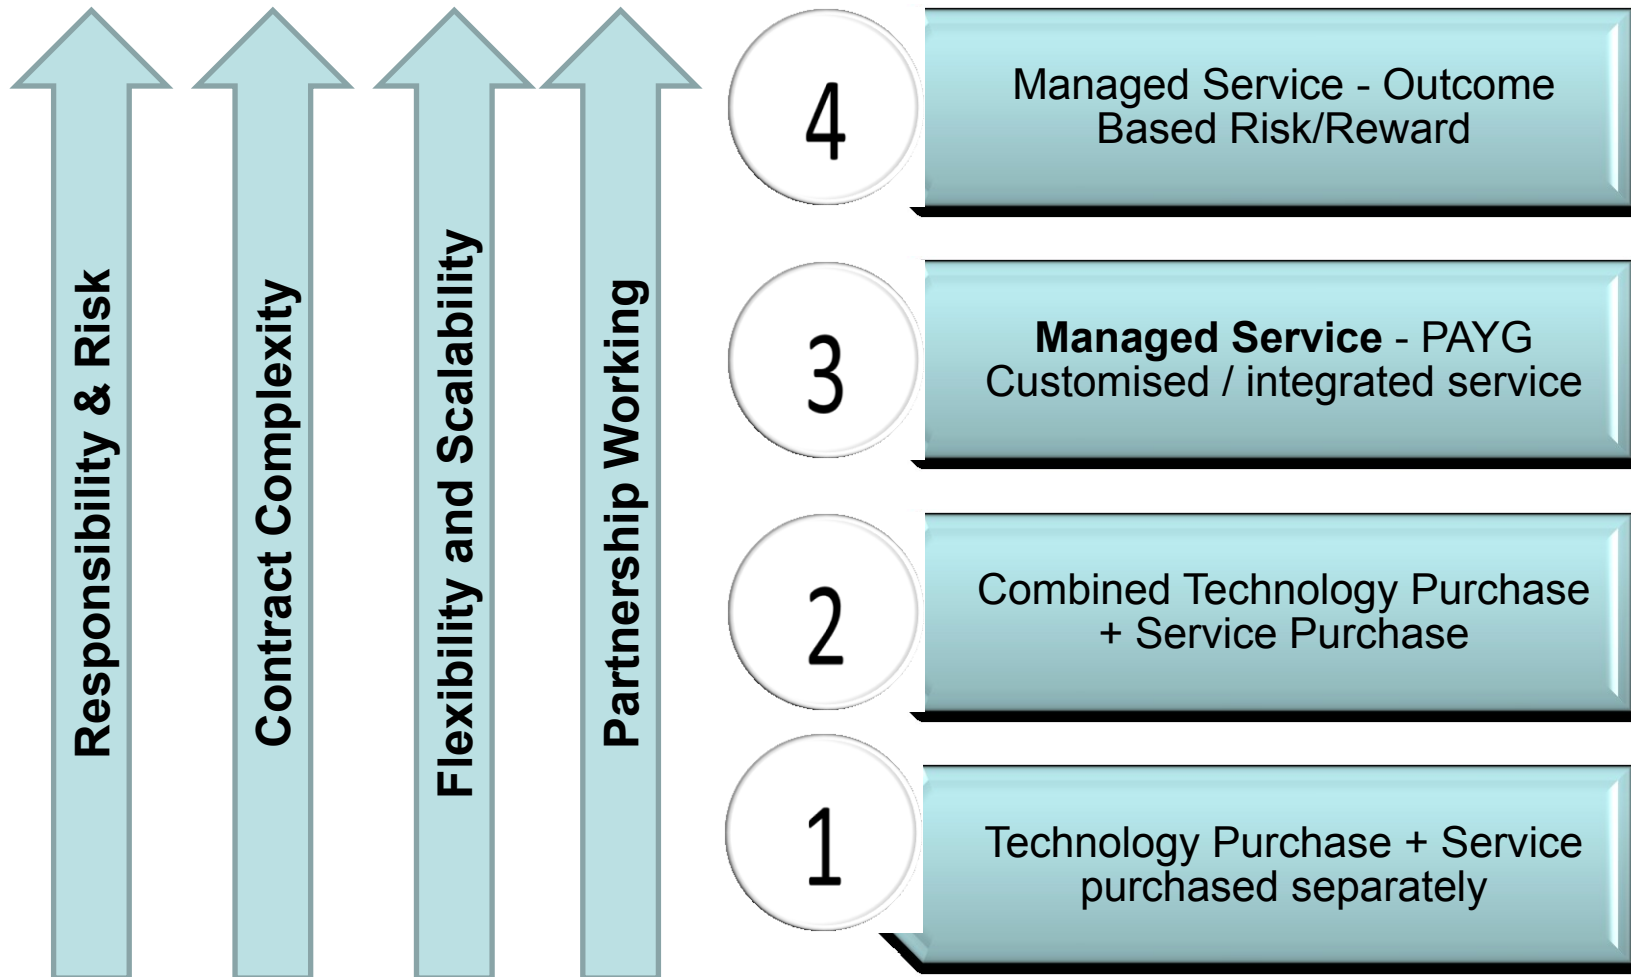 Responsibility & Risk
Contract Complexity
Flexibility and Scalability
Partnership Working
4
Managed Service - Outcome
Based Risk/Reward
3
Managed Service - PAYG
Customised / integrated service
2
Combined Technology Purchase
+ Service Purchase
1
Technology Purchase + Service
purchased separately